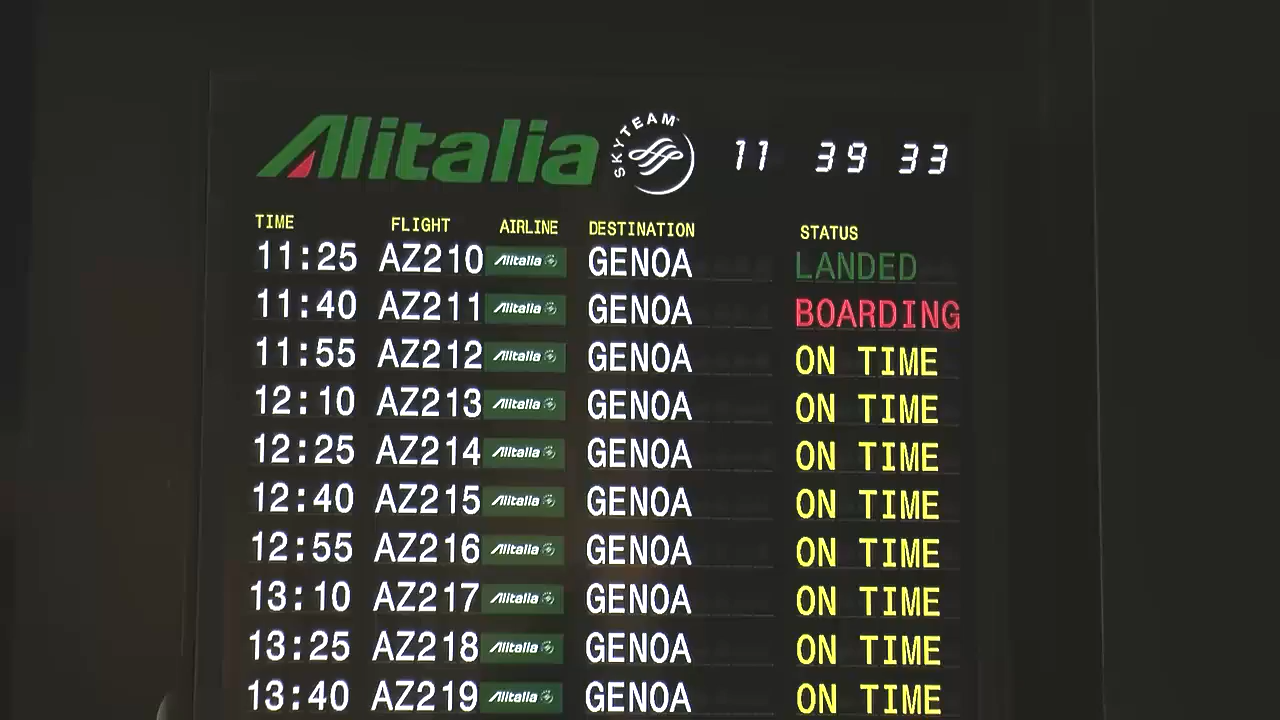 Alitalia SKYTEAM 11 39 33
TIME FLIGHT AIRLINE DESTINATION STATUS
11:25 AZ210 Alitalia GENOA LANDED
11:40 AZ211 Alitalia GENOA BOARDING
11:55 AZ212 Alitalia GENOA ON TIME
12:10 AZ213 Alitalia GENOA ON TIME
12:25 AZ214 Alitalia GENOA ON TIME
12:40 AZ215 Alitalia GENOA ON TIME
12:55 AZ216 Alitalia GENOA ON TIME
13:10 AZ217 Alitalia GENOA ON TIME
13:25 AZ218 Alitalia GENOA ON TIME
13:40 AZ219 Alitalia GENOA ON TIME